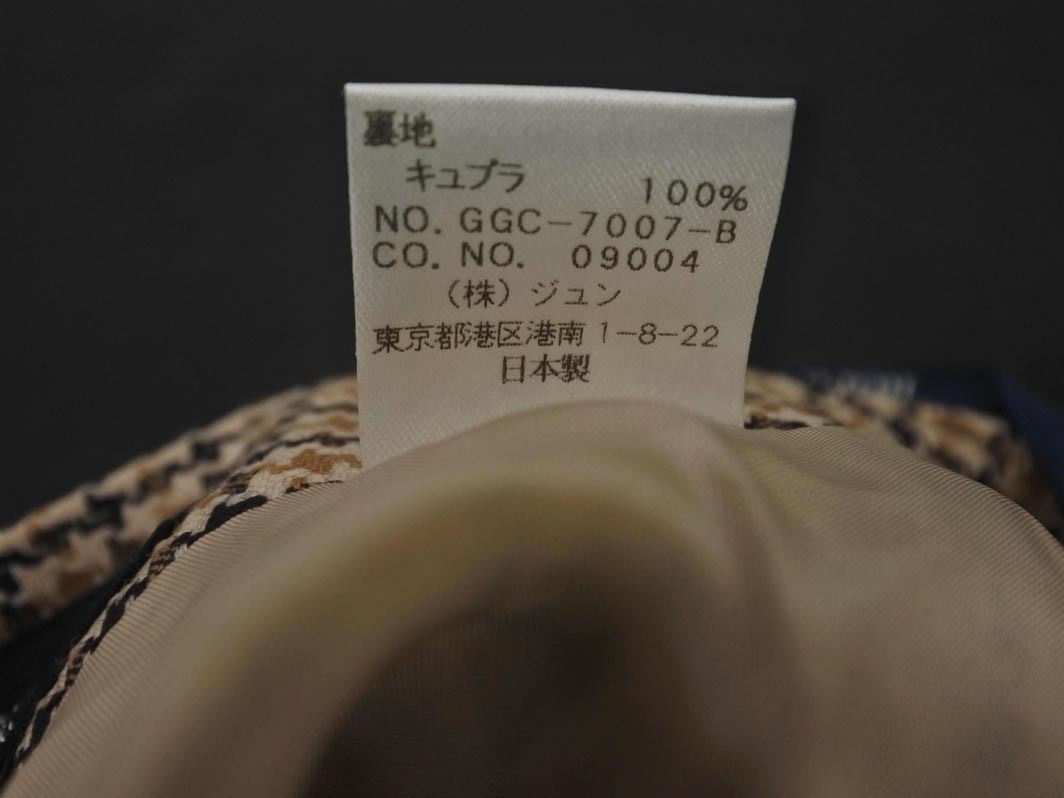 裏地
キュプラ 100%
NO. GGC-7007-B
CO. NO. 09004
(株) ジュン
東京都港区港南 1-8-22
日本製